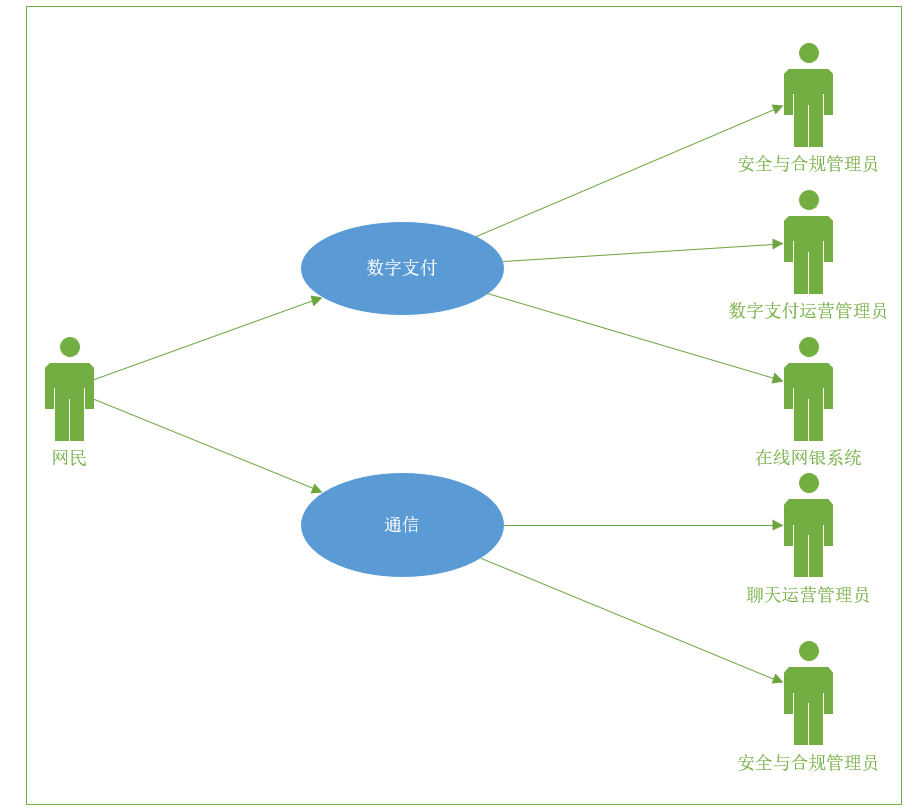 安全与合规管理员
数字支付
数字支付运营管理员
网民
在线网银系统
通信
聊天运营管理员
安全与合规管理员